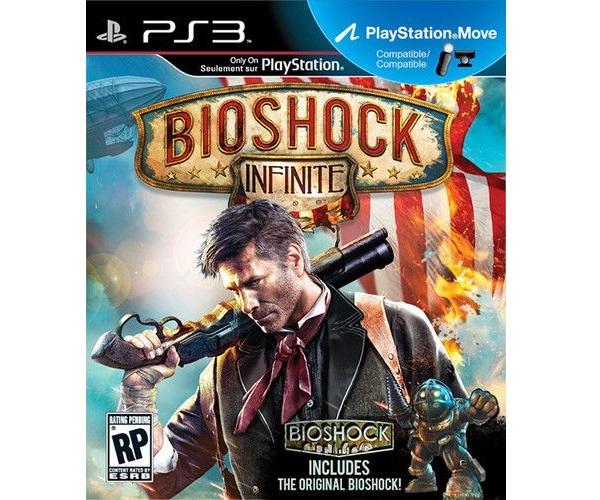 PS3
PlayStation®Move
Compatible/
Compatible
Only On
Seulement sur PlayStation®
BIOSHOCK
INFINITE
RATING PENDING
RP
CONTENT RATED BY
ESRB
BIOSHOCK
INCLUDES
THE ORIGINAL BIOSHOCK!